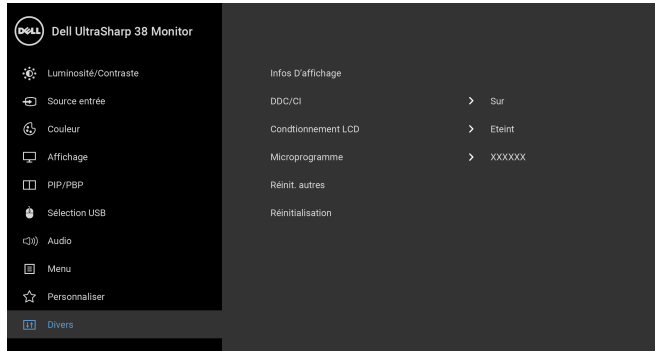 DELL Dell UltraSharp 38 Monitor
Luminosité/Contraste
Infos D'affichage
Source entrée
DDC/CI > Sur
Couleur
Condtionnement LCD > Eteint
Affichage
Microprogramme > XXXXXX
PIP/PBP
Réinit. autres
Sélection USB
Réinitialisation
Audio
Menu
Personnaliser
Divers